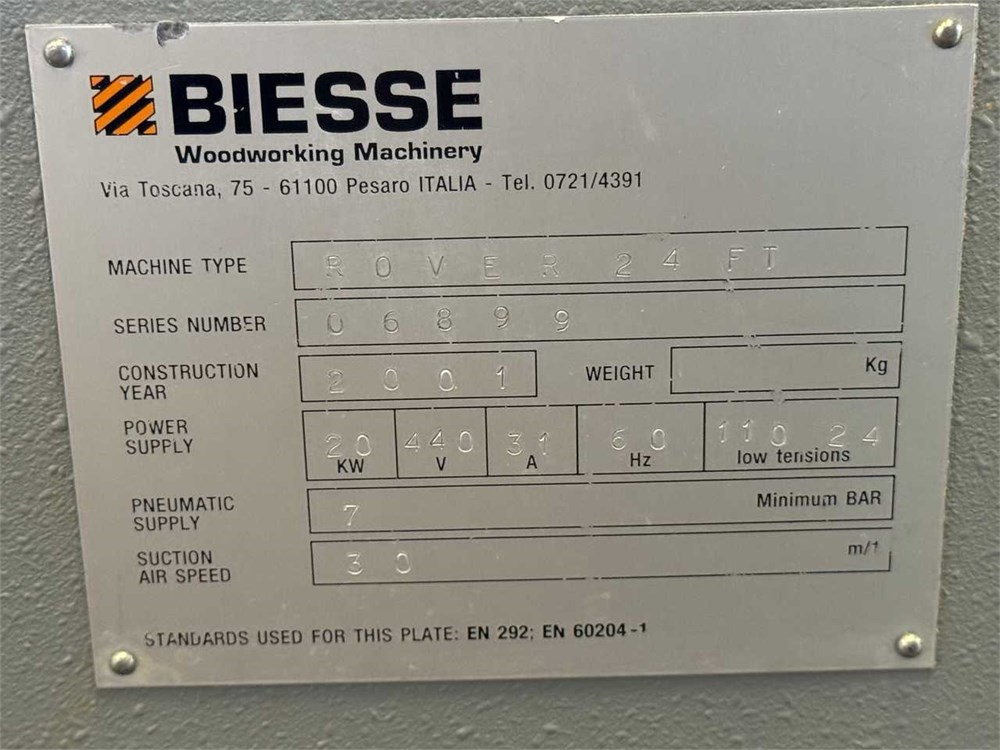 BIESSE
Woodworking Machinery
Via Toscana, 75 - 61100 Pesaro ITALIA - Tel. 0721/4391
MACHINE TYPE ROVER 24 FT
SERIES NUMBER 06899
CONSTRUCTION YEAR 2001 WEIGHT Kg
POWER SUPPLY 20 KW 440 V 31 A 60 Hz 110 24 low tensions
PNEUMATIC SUPPLY 7 Minimum BAR
SUCTION AIR SPEED 30 m/1
STANDARDS USED FOR THIS PLATE: EN 292; EN 60204-1